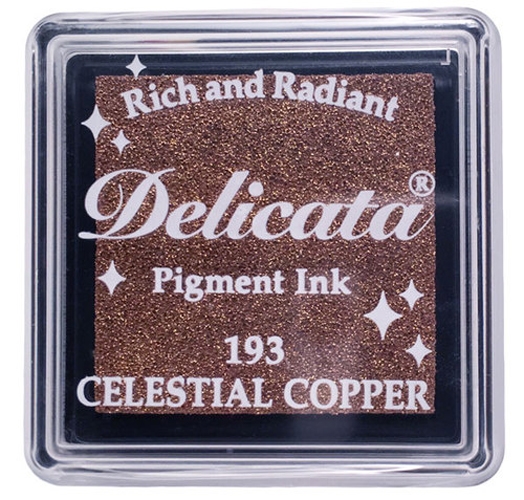 Rich and Radiant
Delicata®
Pigment Ink
193
CELESTIAL COPPER